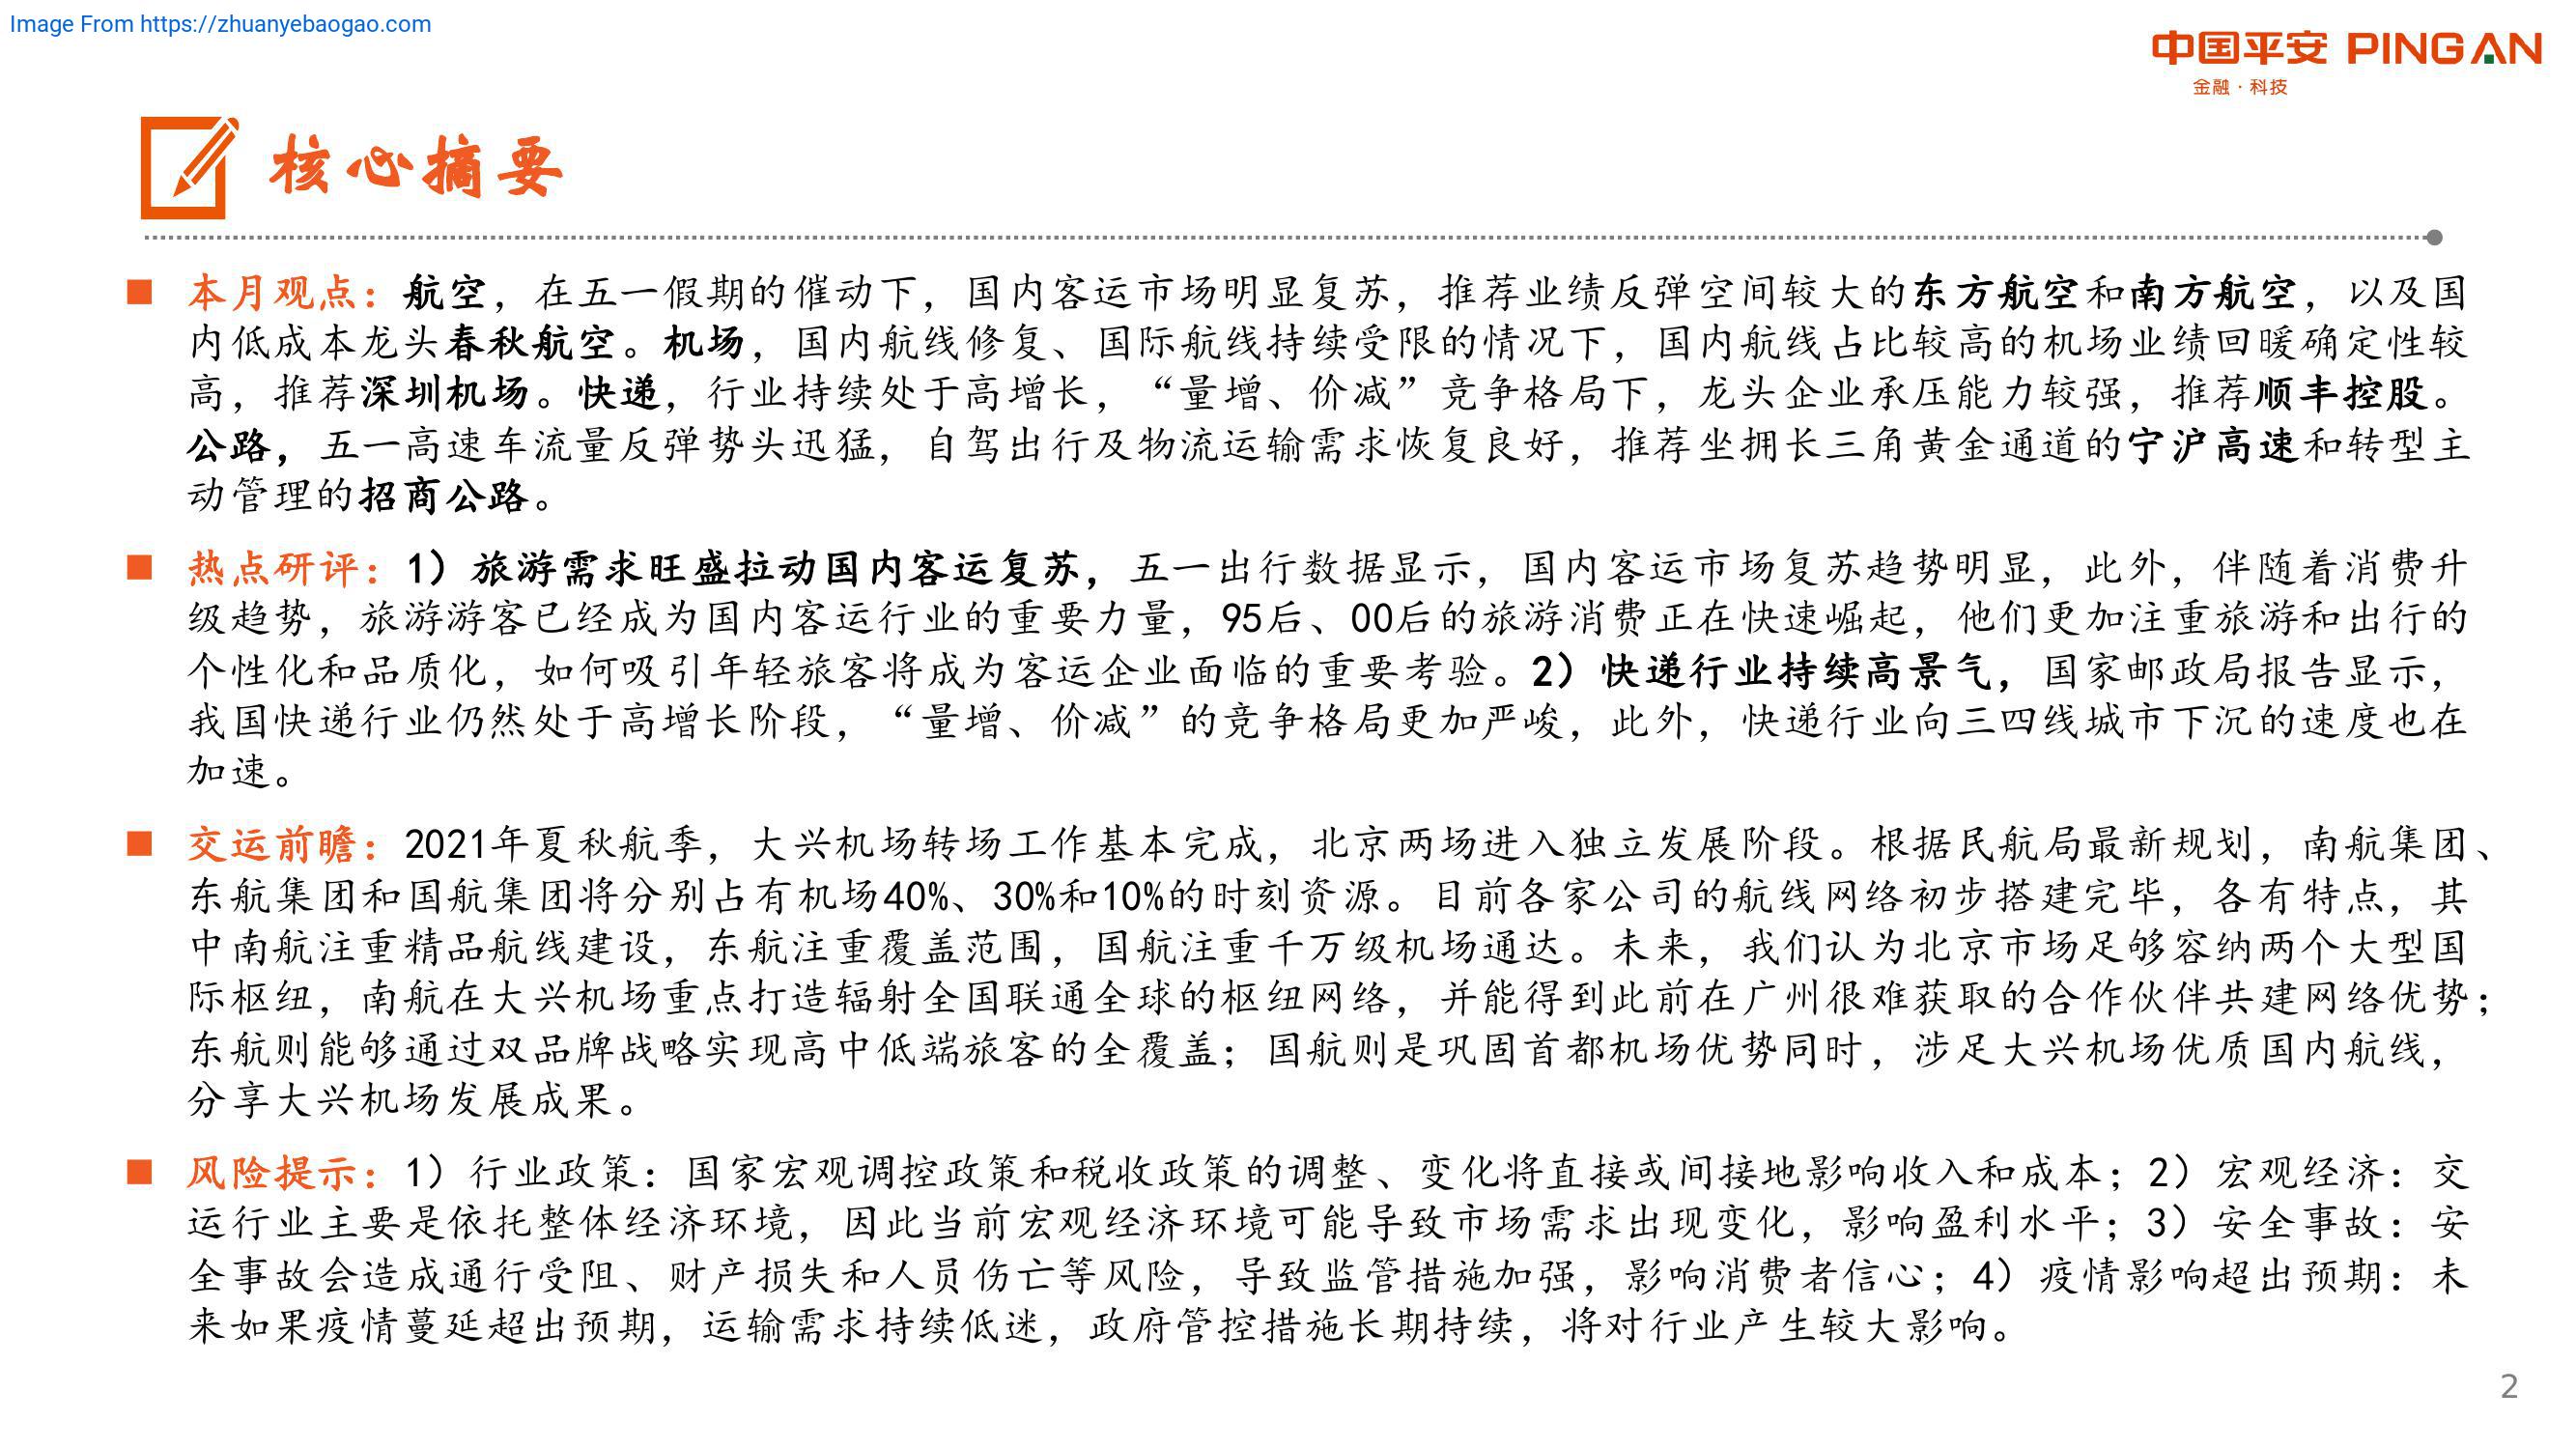 Image From https://zhuanyebaogao.com
中国平安 PINGAN
金融·科技
核心摘要
本月观点：航空，在五一假期的催动下，国内客运市场明显复苏，推荐业绩反弹空间较大的东方航空和南方航空，以及国
内低成本龙头春秋航空。机场，国内航线修复、国际航线持续受限的情况下，国内航线占比较高的机场业绩回暖确定性较
高，推荐深圳机场。快递，行业持续处于高增长，“量增、价减”竞争格局下，龙头企业承压能力较强，推荐顺丰控股。
公路，五一高速车流量反弹势头迅猛，自驾出行及物流运输需求恢复良好，推荐坐拥长三角黄金通道的宁沪高速和转型主
动管理的招商公路。
热点研评：1）旅游需求旺盛拉动国内客运复苏，五一出行数据显示，国内客运市场复苏趋势明显，此外，伴随着消费升
级趋势，旅游游客已经成为国内客运行业的重要力量，95后、00后的旅游消费正在快速崛起，他们更加注重旅游和出行的
个性化和品质化，如何吸引年轻旅客将成为客运企业面临的重要考验。2）快递行业持续高景气，国家邮政局报告显示，
我国快递行业仍然处于高增长阶段，“量增、价减”的竞争格局更加严峻，此外，快递行业向三四线城市下沉的速度也在
加速。
交运前瞻：2021年夏秋航季，大兴机场转场工作基本完成，北京两场进入独立发展阶段。根据民航局最新规划，南航集团、
东航集团和国航集团将分别占有机场40%、30%和10%的时刻资源。目前各家公司的航线网络初步搭建完毕，各有特点，其
中南航注重精品航线建设，东航注重覆盖范围，国航注重千万级机场通达。未来，我们认为北京市场足够容纳两个大型国
际枢纽，南航在大兴机场重点打造辐射全国联通全球的枢纽网络，并能得到此前在广州很难获取的合作伙伴共建网络优势；
东航则能够通过双品牌战略实现高中低端旅客的全覆盖；国航则是巩固首都机场优势同时，涉足大兴机场优质国内航线，
分享大兴机场发展成果。
风险提示：1）行业政策：国家宏观调控政策和税收政策的调整、变化将直接或间接地影响收入和成本；2）宏观经济：交
运行业主要是依托整体经济环境，因此当前宏观经济环境可能导致市场需求出现变化，影响盈利水平；3）安全事故：安
全事故会造成通行受阻、财产损失和人员伤亡等风险，导致监管措施加强，影响消费者信心；4）疫情影响超出预期：未
来如果疫情蔓延超出预期，运输需求持续低迷，政府管控措施长期持续，将对行业产生较大影响。
2